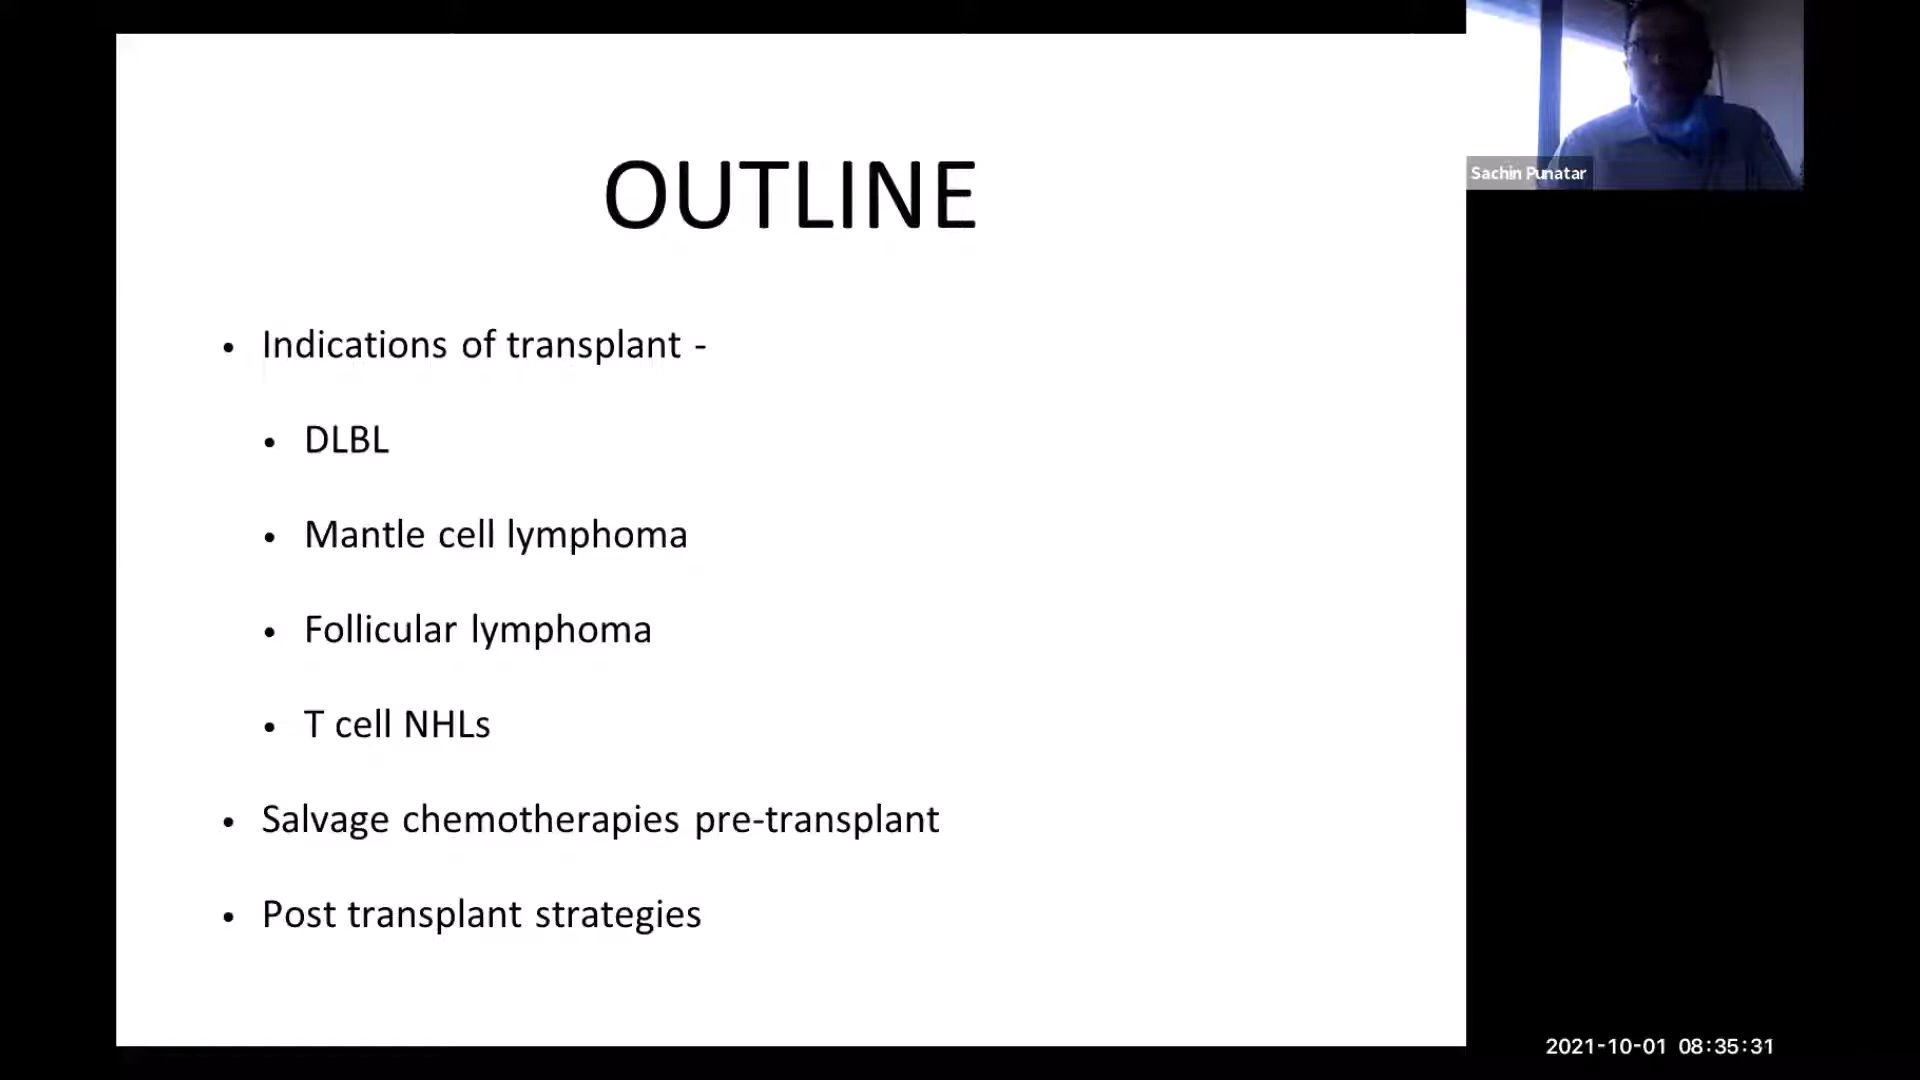 Sachin Punatar
OUTLINE
• Indications of transplant -
• DLBL
• Mantle cell lymphoma
• Follicular lymphoma
• T cell NHLs
• Salvage chemotherapies pre-transplant
• Post transplant strategies
2021-10-01 08:35:31